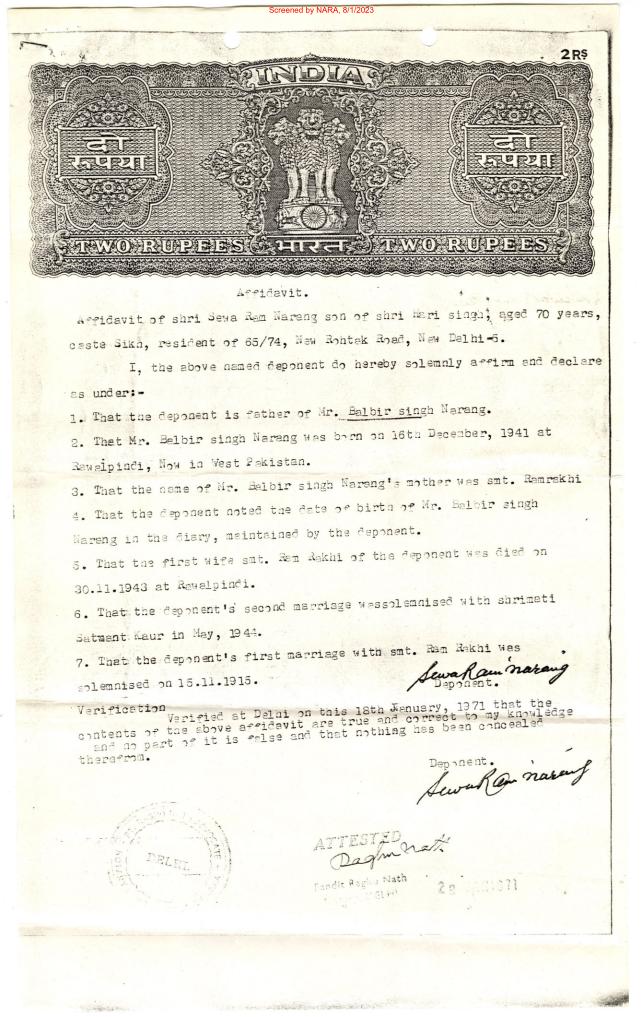 Screened by NARA, 8/1/2023
2RS
INDIA
दो
रूपया
दो
रूपया
TWO RUPEES भारत TWO RUPEES
Affidavit.
Affidavit of shri Sewa Ram Narang son of shri Hari singh; aged 70 years,
caste Sikh, resident of 65/74, New Rohtak Road, New Delhi-5.
I, the above named deponent do hereby solemnly affirm and declare
as under:-
1. That the deponent is father of Mr. Balbir singh Narang.
2. That Mr. Balbir singh Narang was born on 16th December, 1941 at
Rawalpindi, Now in West Pakistan.
3. That the name of Mr. Balbir singh Narang's mother was smt. Ramrakhi
4. That the deponent noted the date of birth of Mr. Balbir singh
Narang in the diary, maintained by the deponent.
5. That the first wife smt. Ram Rakhi of the deponent was died on
30.11.1943 at Rawalpindi.
6. That the deponent's second marriage wassolemnised with shrimati
Satwant Kaur in May, 1944.
7. That the deponent's first marriage with smt. Ram Rakhi was
solemnised on 15.11.1915.
Sewa Ram narang
Deponent.
Verification
Verified at Delhi on this 18th January, 1971 that the
contents of the above affidavit are true and correct to my knowledge
and no part of it is false and that nothing has been concealed
therefrom.
Deponent.
Sewa Ram narang
DELHI
ATTESTED
Raghu Nath
Pandit Raghu Nath
28 1971